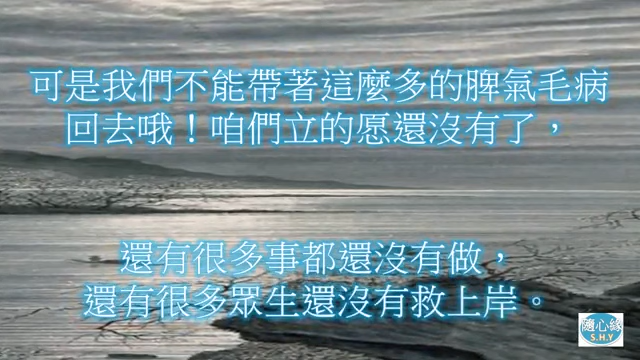 可是我們不能帶著這麼多的脾氣毛病
回去哦！咱們立的愿還沒有了，
還有很多事都還沒有做，
還有很多眾生還沒有救上岸。
隨心緣
S.H.Y